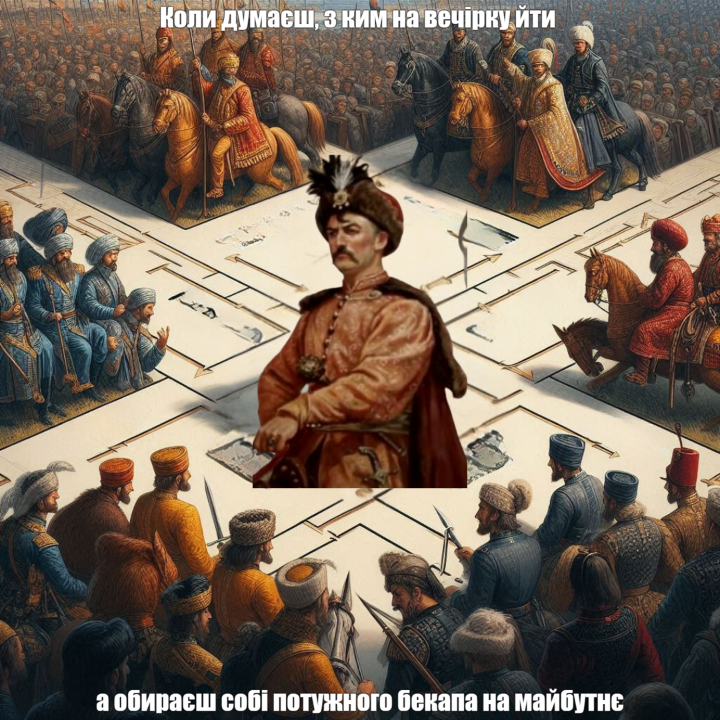 Коли думаєш, з ким на вечірку йти
а обираєш собі потужного бекапа на майбутнє